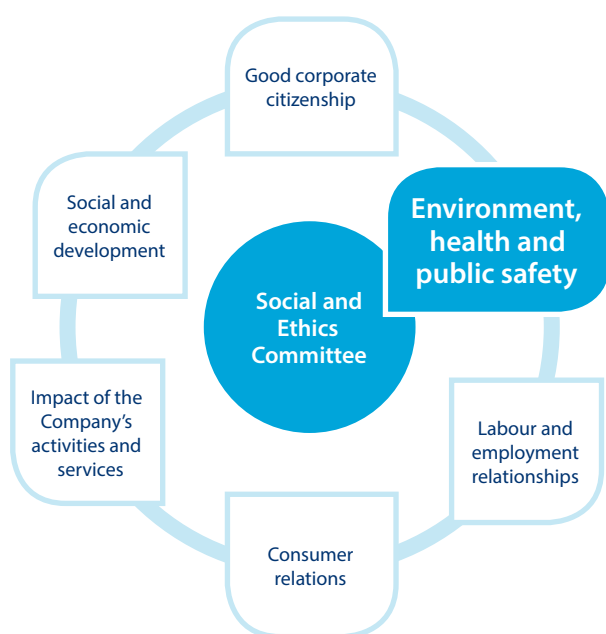 Good corporate
citizenship
Environment,
health and
public safety
Social and
economic
development
Social and
Ethics
Committee
Impact of the
Company’s
activities and
services
Labour and
employment
relationships
Consumer
relations